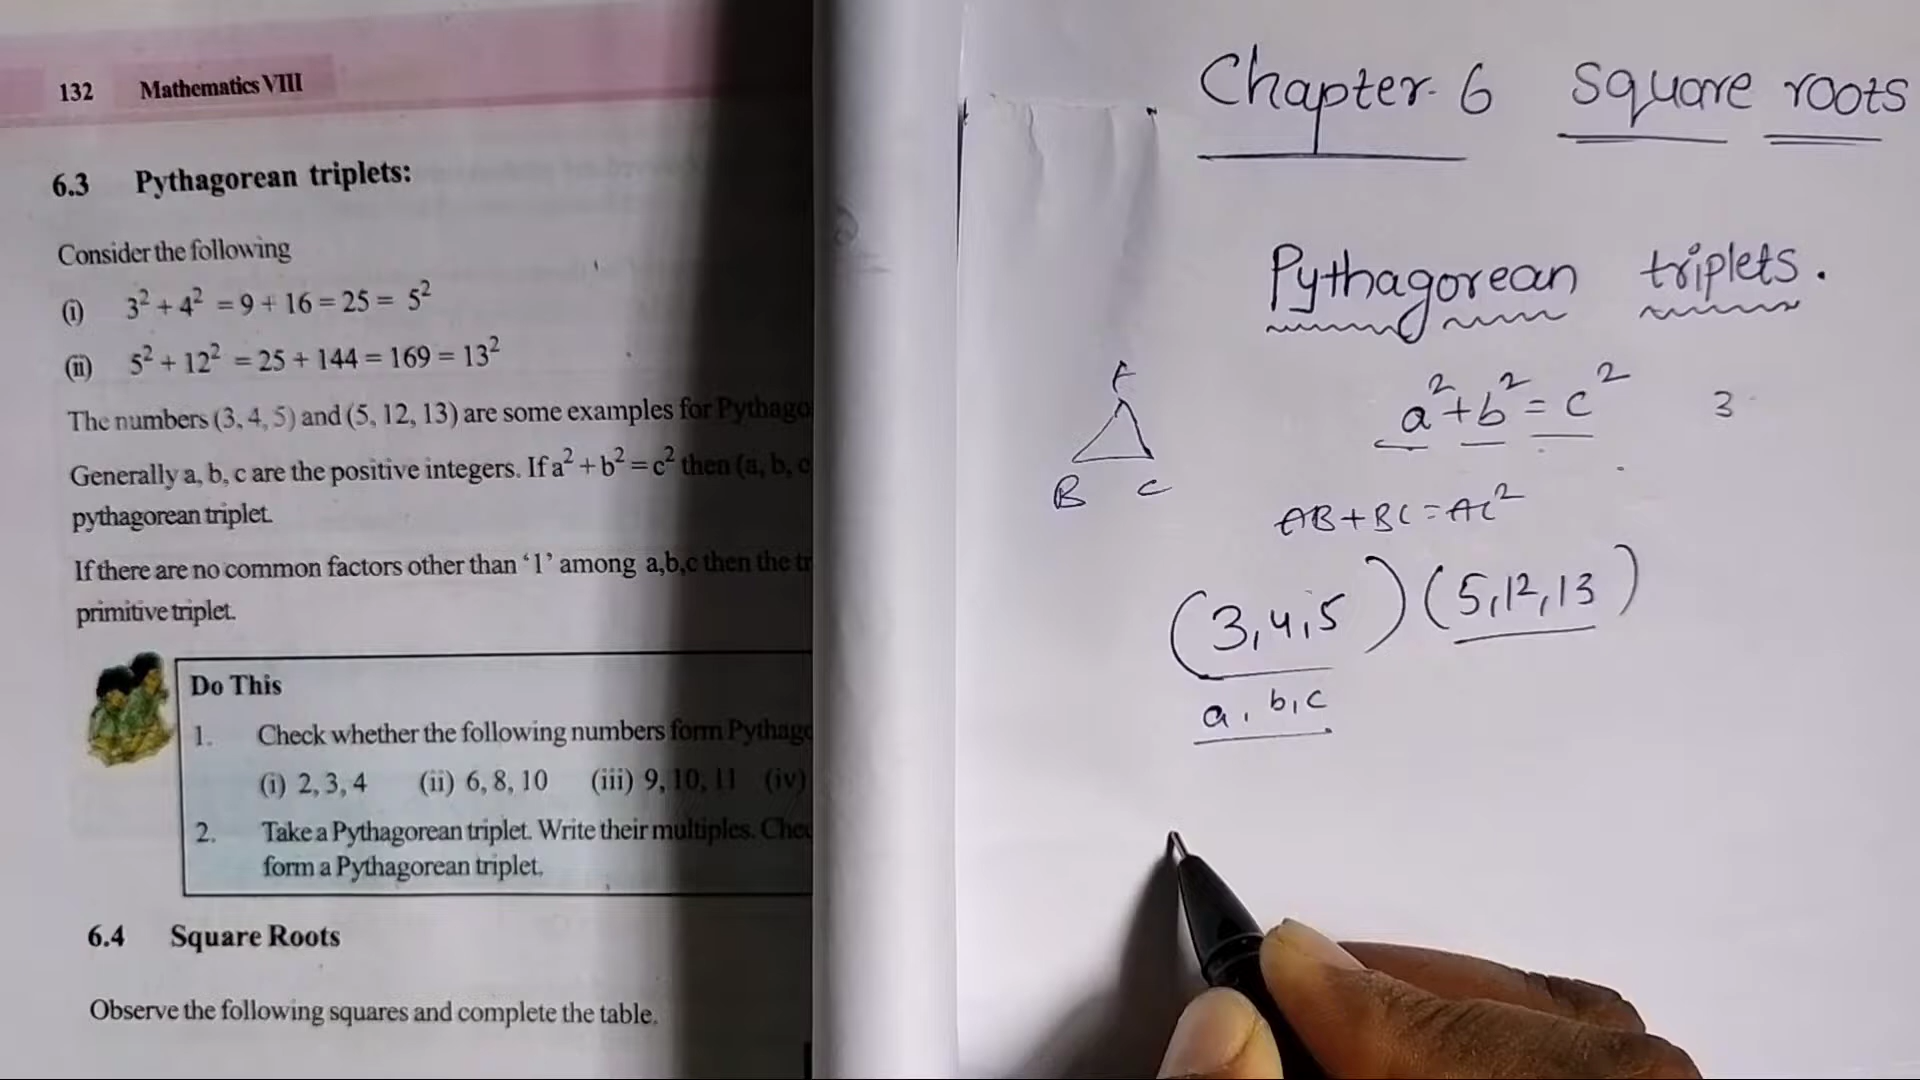 132 Mathematics VIII
6.3 Pythagorean triplets:
Consider the following
(i) 3² + 4² = 9 + 16 = 25 = 5²
(ii) 5² + 12² = 25 + 144 = 169 = 13²
The numbers (3, 4, 5) and (5, 12, 13) are some examples for Pythago
Generally a, b, c are the positive integers. If a² + b² = c² then (a, b, c
pythagorean triplet.
If there are no common factors other than ‘1’ among a,b,c then the tr
primitive triplet.
Do This
1. Check whether the following numbers form Pythago
(i) 2, 3, 4 (ii) 6, 8, 10 (iii) 9, 10, 11 (iv)
2. Take a Pythagorean triplet. Write their multiples. Chec
form a Pythagorean triplet.
6.4 Square Roots
Observe the following squares and complete the table.
Chapter-6 Square roots
Pythagorean triplets.
a² + b² = c² 3
B C
AB+BC=AC²
(3,4,5) (5,12,13)
a, b, c